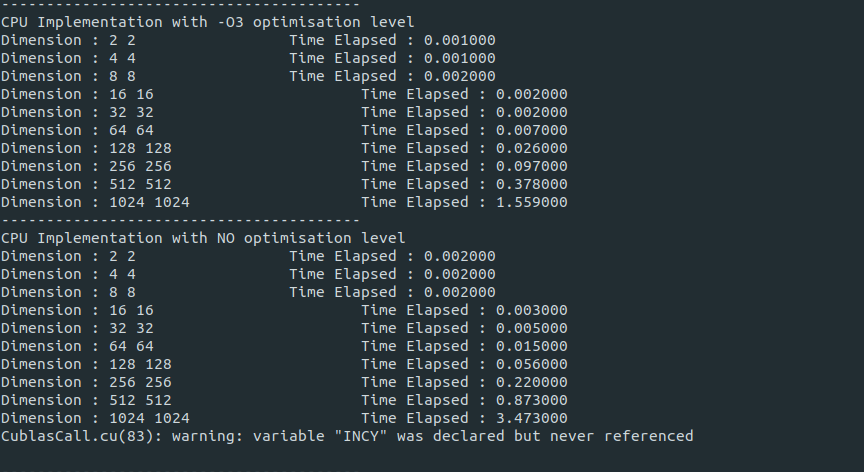 ----------------------------------------
CPU Implementation with -O3 optimisation level
Dimension : 2 2                 Time Elapsed : 0.001000
Dimension : 4 4                 Time Elapsed : 0.001000
Dimension : 8 8                 Time Elapsed : 0.002000
Dimension : 16 16                       Time Elapsed : 0.002000
Dimension : 32 32                       Time Elapsed : 0.002000
Dimension : 64 64                       Time Elapsed : 0.007000
Dimension : 128 128                     Time Elapsed : 0.026000
Dimension : 256 256                     Time Elapsed : 0.097000
Dimension : 512 512                     Time Elapsed : 0.378000
Dimension : 1024 1024                   Time Elapsed : 1.559000
----------------------------------------
CPU Implementation with NO optimisation level
Dimension : 2 2                 Time Elapsed : 0.002000
Dimension : 4 4                 Time Elapsed : 0.002000
Dimension : 8 8                 Time Elapsed : 0.002000
Dimension : 16 16                       Time Elapsed : 0.003000
Dimension : 32 32                       Time Elapsed : 0.005000
Dimension : 64 64                       Time Elapsed : 0.015000
Dimension : 128 128                     Time Elapsed : 0.056000
Dimension : 256 256                     Time Elapsed : 0.220000
Dimension : 512 512                     Time Elapsed : 0.873000
Dimension : 1024 1024                   Time Elapsed : 3.473000
CublasCall.cu(83): warning: variable "INCY" was declared but never referenced